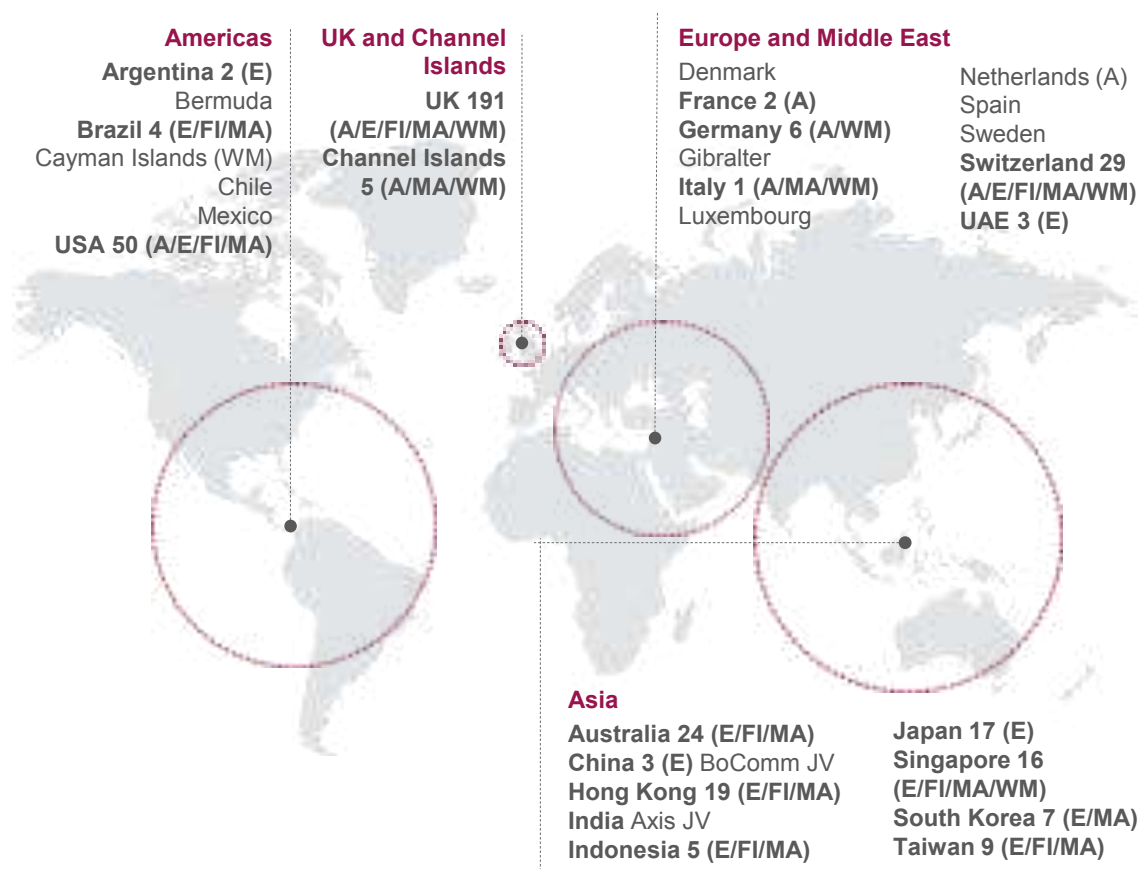 Americas
Argentina 2 (E)
Bermuda
Brazil 4 (E/FI/MA)
Cayman Islands (WM)
Chile
Mexico
USA 50 (A/E/FI/MA)
UK and Channel
Islands
UK 191
(A/E/FI/MA/WM)
Channel Islands
5 (A/MA/WM)
Europe and Middle East
Denmark
France 2 (A)
Germany 6 (A/WM)
Gibralter
Italy 1 (A/MA/WM)
Luxembourg
Netherlands (A)
Spain
Sweden
Switzerland 29
(A/E/FI/MA/WM)
UAE 3 (E)
Asia
Australia 24 (E/FI/MA)
China 3 (E) BoComm JV
Hong Kong 19 (E/FI/MA)
India Axis JV
Indonesia 5 (E/FI/MA)
Japan 17 (E)
Singapore 16
(E/FI/MA/WM)
South Korea 7 (E/MA)
Taiwan 9 (E/FI/MA)